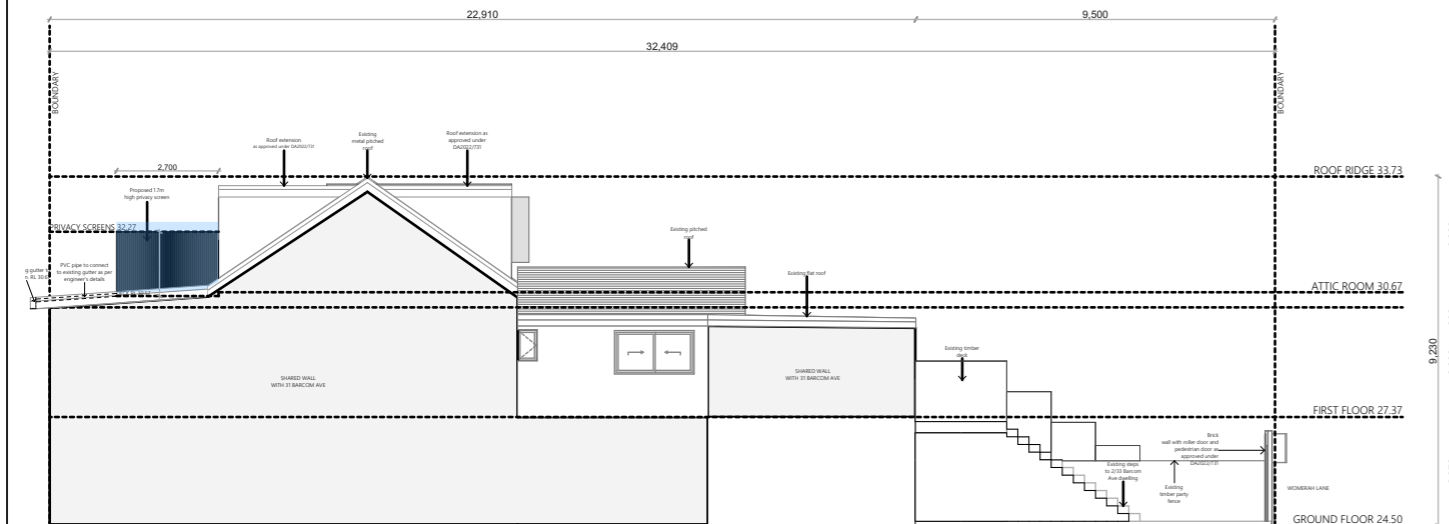 22,910
9,500
32,409
BOUNDARY
BOUNDARY
Roof extension
as approved under DA2022/731
Existing
metal pitched
roof
Roof extension as
approved under
DA2022/731
ROOF RIDGE 33.73
2,700
Proposed 1.7m
high privacy screen
PRIVACY SCREENS 32.27
Existing pitched
roof
PVC pipe to connect
to existing gutter as per
engineer's details
Existing flat roof
ATTIC ROOM 30.67
9,230
Existing timber
deck
SHARED WALL
WITH 31 BARCOM AVE
SHARED WALL
WITH 31 BARCOM AVE
FIRST FLOOR 27.37
Brick
wall with roller door and
pedestrian door as
approved under
DA2022/731
Existing steps
to 2/33 Barcom
Ave dwelling
Existing
timber party
fence
WOMERAH LANE
GROUND FLOOR 24.50